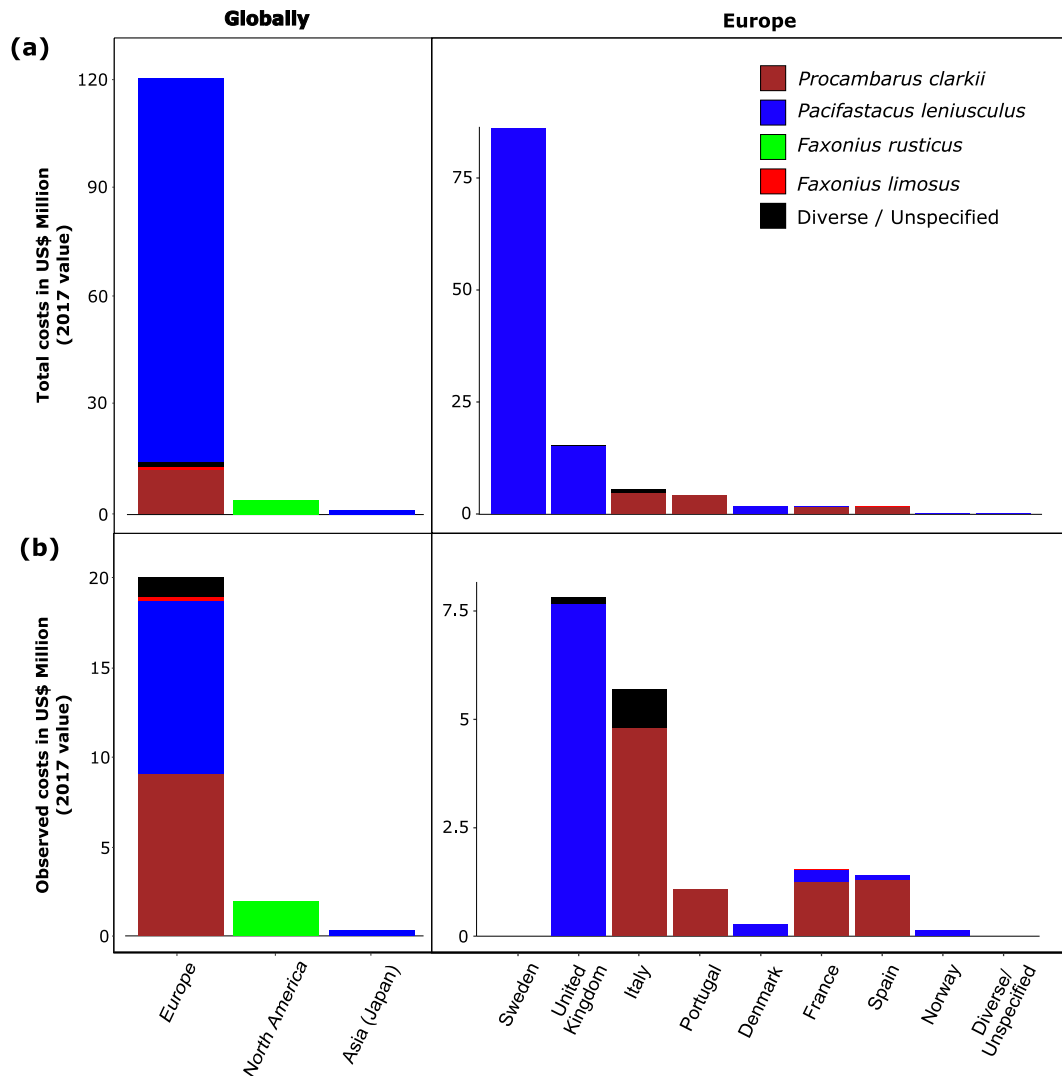 Globally
Europe
(a)
Total costs in US$ Million
(2017 value)
120
90
60
30
0
75
50
25
0
Procambarus clarkii
Pacifastacus leniusculus
Faxonius rusticus
Faxonius limosus
Diverse / Unspecified
(b)
Observed costs in US$ Million
(2017 value)
20
15
10
5
0
7.5
5
2.5
0
Europe
North America
Asia (Japan)
Sweden
United
Kingdom
Italy
Portugal
Denmark
France
Spain
Norway
Diverse/
Unspecified